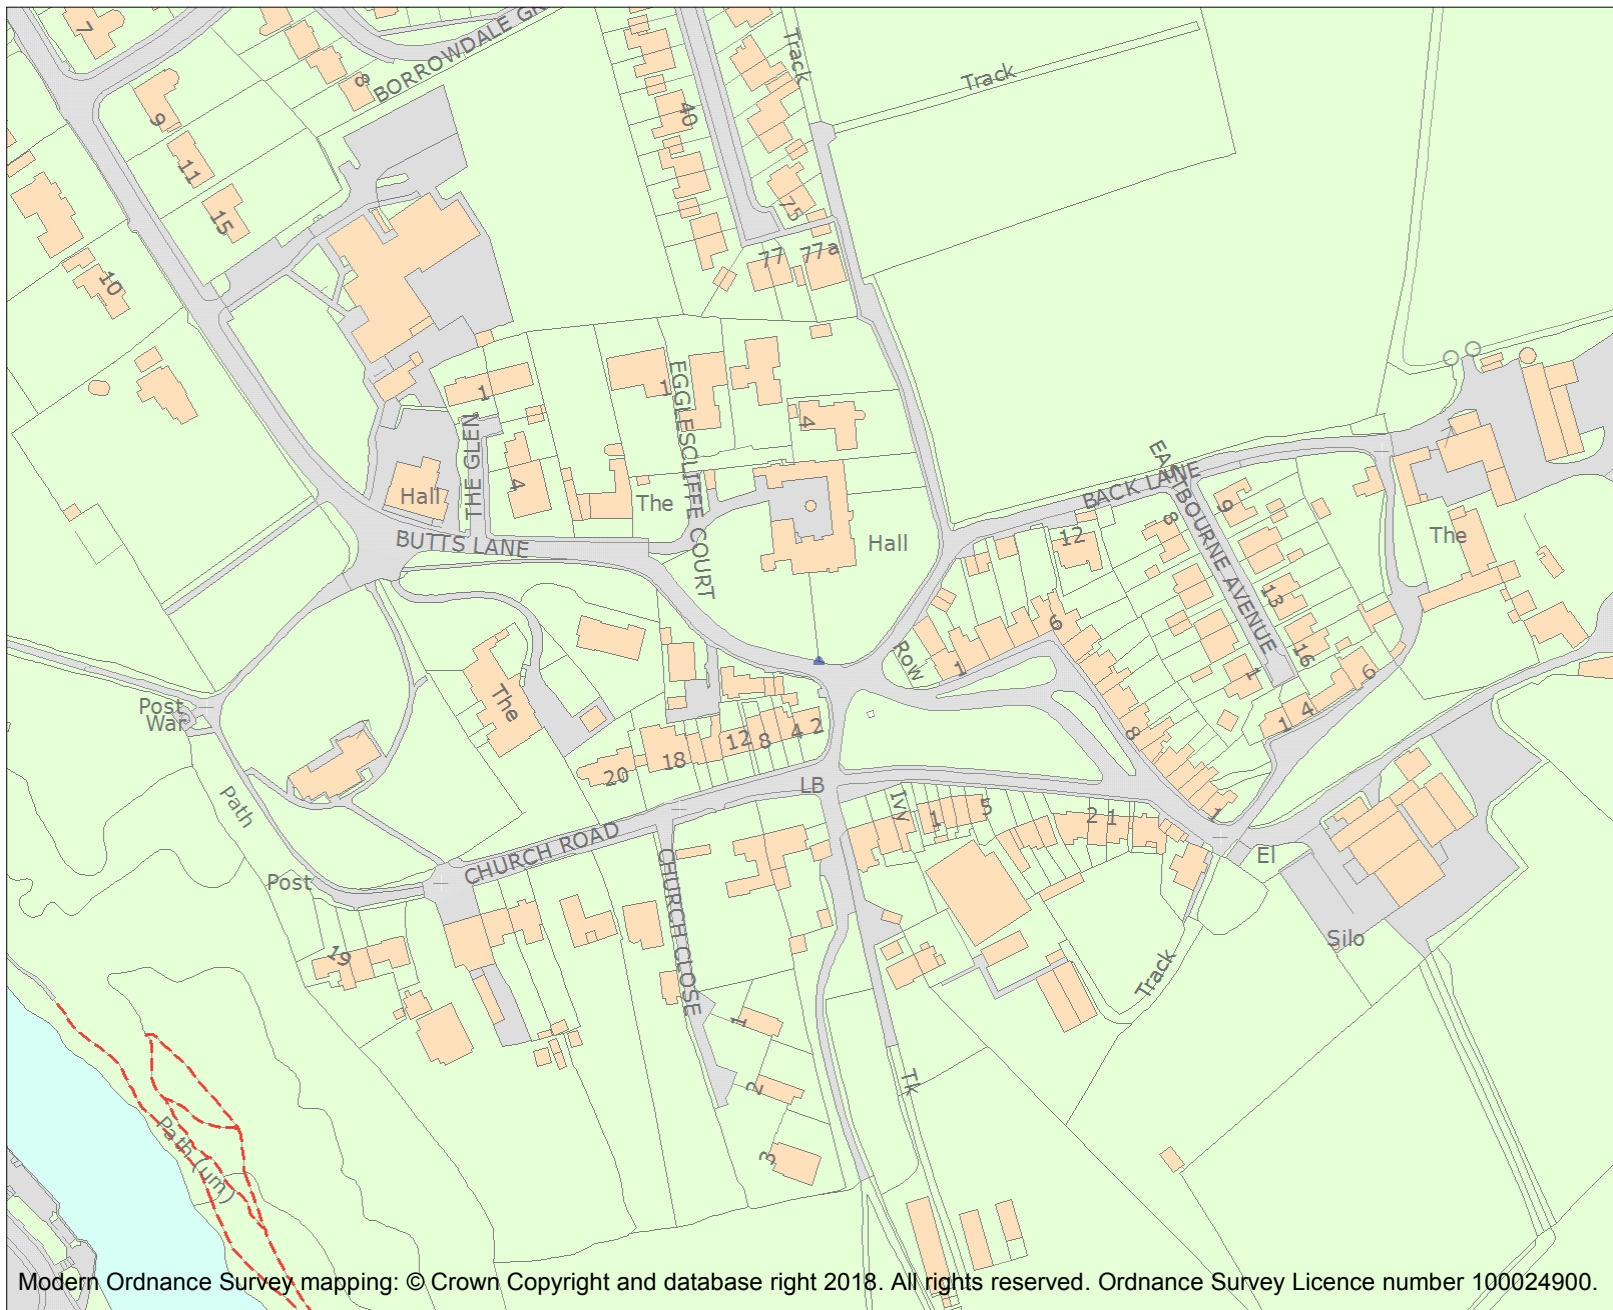 7
BORROWDALE GR
8
Track
Track
9
40
11
15
75
77
77a
10
1
THE GLEN
4
Hall
1
EGGLESCLIFFE COURT
4
The
Hall
BUTTS LANE
BACK LANE
EASTBOURNE AVENUE
9
8
12
13
16
1
The
Row
1
6
6
4
1
Post
War
The
8
20
18
12
8
4
2
LB
Path
CHURCH ROAD
Ivy
1
5
2
1
1
El
Post
CHURCH CLOSE
19
Silo
Track
1
2
3
Tk
Path (um)
Modern Ordnance Survey mapping: © Crown Copyright and database right 2018. All rights reserved. Ordnance Survey Licence number 100024900.